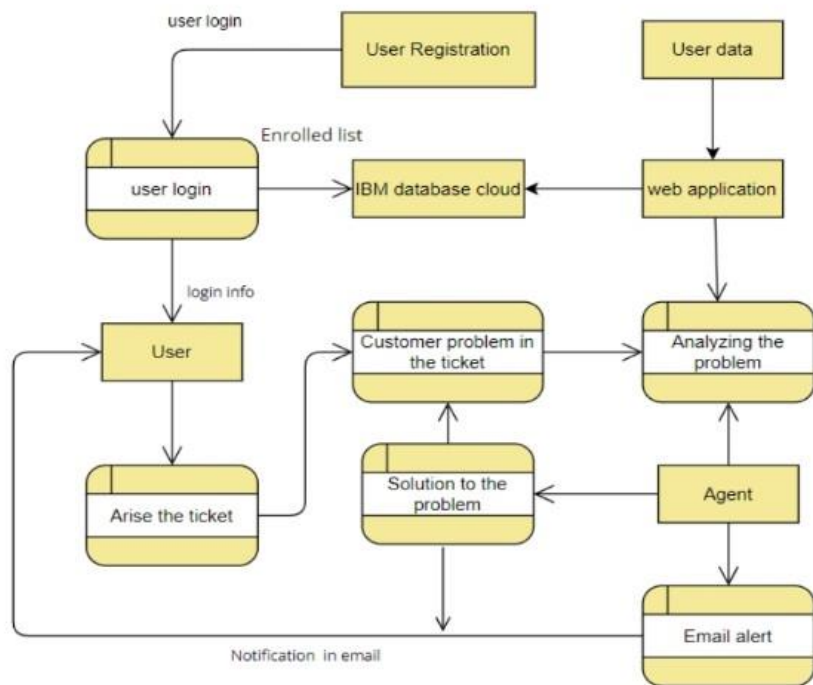 user login
User Registration
User data
Enrolled list
user login
IBM database cloud
web application
login info
User
Customer problem in
the ticket
Analyzing the
problem
Arise the ticket
Solution to the
problem
Agent
Email alert
Notification in email